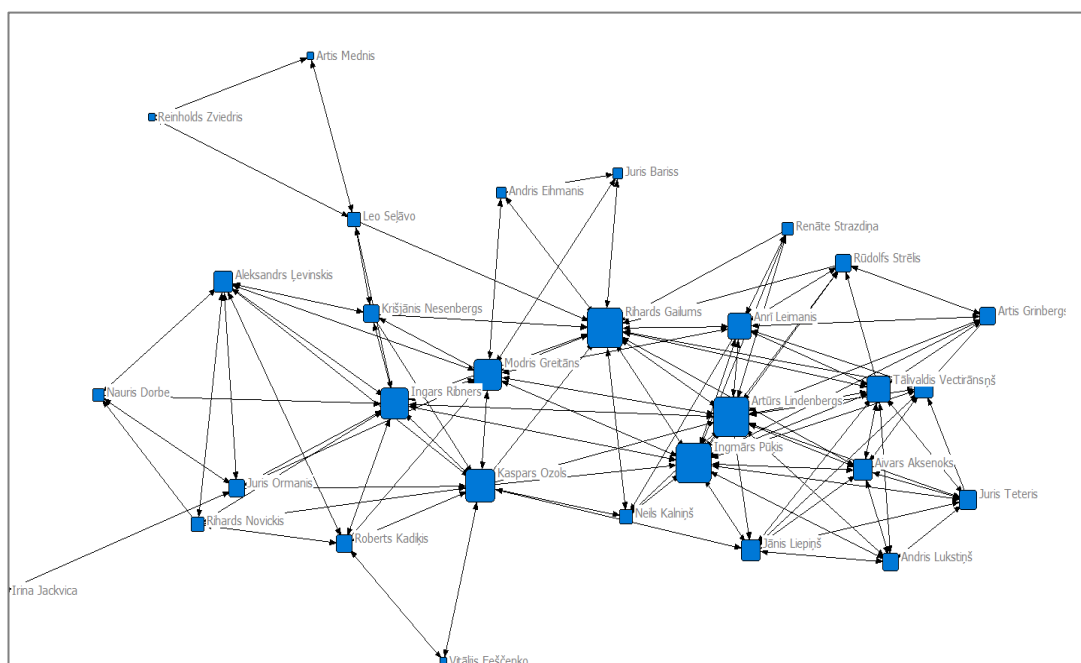 Artis Mednis
Reinholds Zviedris
Juris Bariss
Andris Eihmanis
Leo Seļāvo
Renāte Strazdiņa
Rūdolfs Strēlis
Aleksandrs Ļevinskis
Krišjānis Nesenbergs
Rihards Gailums
Anrī Leimanis
Artis Grinbergs
Modris Greitāns
Nauris Dorbe
Ingars Ribners
Tālivaldis Vectirāns
Artūrs Lindenbergs
Ingmārs Pūķis
Kaspars Ozols
Aivars Aksenoks
Juris Ormanis
Juris Teteris
Rihards Novickis
Neils Kalniņš
Roberts Kadiķis
Jānis Liepiņš
Andris Lukstiņš
Irina Jackvica